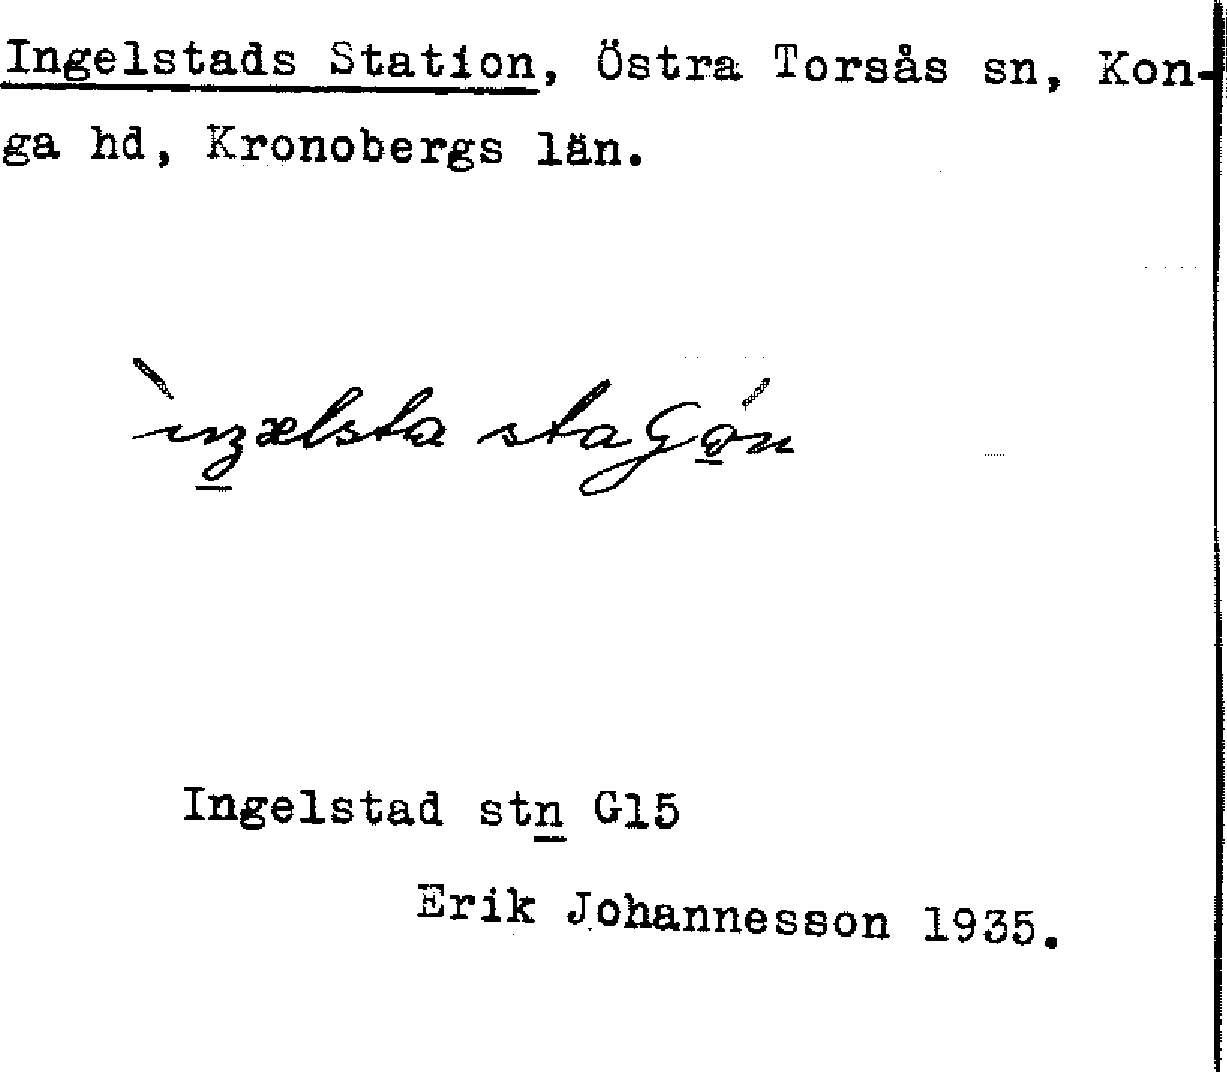 Ingelstads Station, Östra Torsås sn, Kon-
ga hd, Kronobergs län.
Ingelstad stn G15
Erik Johannesson 1935.